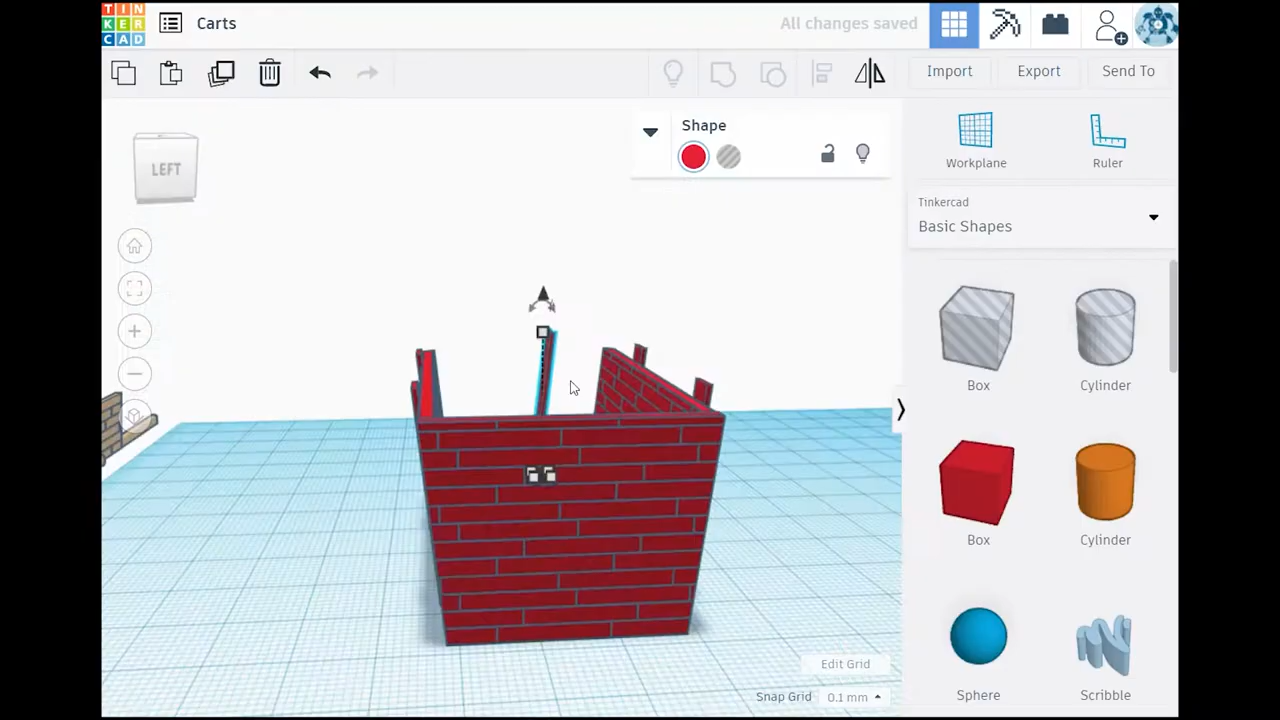 TIN
KER
CAD
Carts
All changes saved
Import
Export
Send To
LEFT
Shape
Workplane
Ruler
Tinkercad
Basic Shapes
Box
Cylinder
Box
Cylinder
Sphere
Scribble
Edit Grid
Snap Grid
0.1 mm